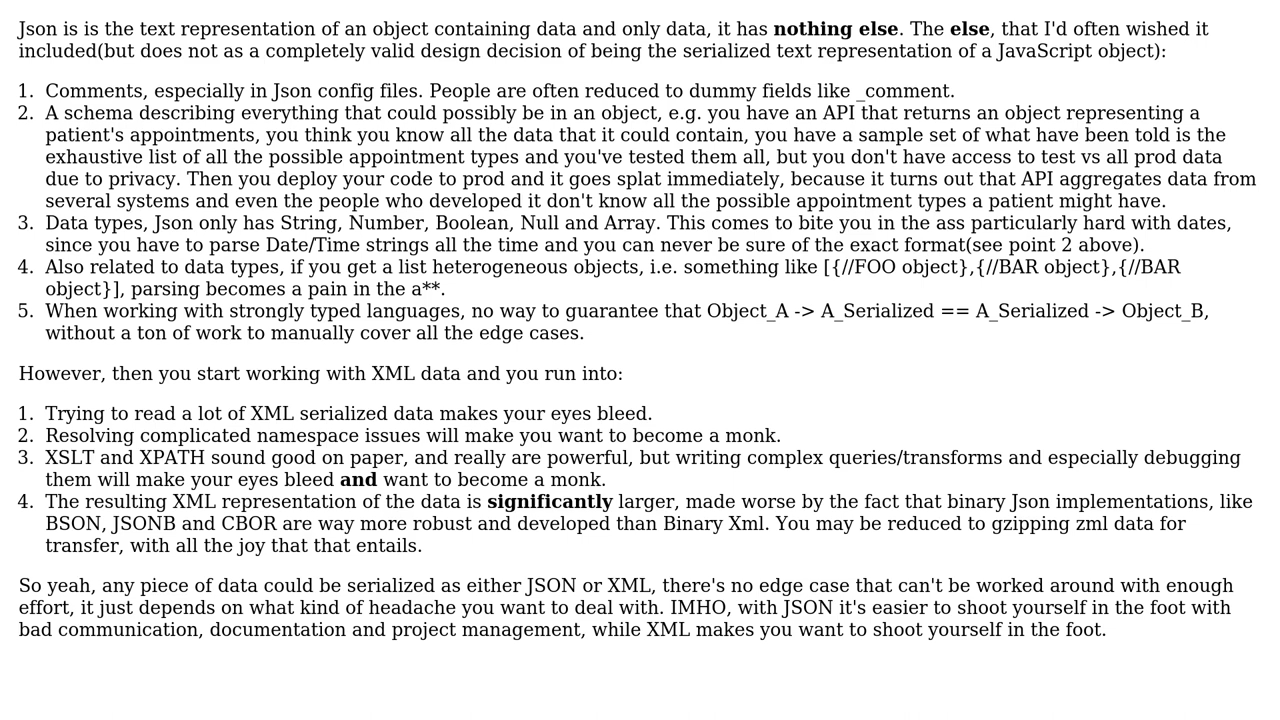 Json is is the text representation of an object containing data and only data, it has nothing else. The else, that I'd often wished it
included(but does not as a completely valid design decision of being the serialized text representation of a JavaScript object):
1. Comments, especially in Json config files. People are often reduced to dummy fields like _comment.
2. A schema describing everything that could possibly be in an object, e.g. you have an API that returns an object representing a
patient's appointments, you think you know all the data that it could contain, you have a sample set of what have been told is the
exhaustive list of all the possible appointment types and you've tested them all, but you don't have access to test vs all prod data
due to privacy. Then you deploy your code to prod and it goes splat immediately, because it turns out that API aggregates data from
several systems and even the people who developed it don't know all the possible appointment types a patient might have.
3. Data types, Json only has String, Number, Boolean, Null and Array. This comes to bite you in the ass particularly hard with dates,
since you have to parse Date/Time strings all the time and you can never be sure of the exact format(see point 2 above).
4. Also related to data types, if you get a list heterogeneous objects, i.e. something like [{//FOO object},{//BAR object},{//BAR
object}], parsing becomes a pain in the a**.
5. When working with strongly typed languages, no way to guarantee that Object_A -> A_Serialized == A_Serialized -> Object_B,
without a ton of work to manually cover all the edge cases.
However, then you start working with XML data and you run into:
1. Trying to read a lot of XML serialized data makes your eyes bleed.
2. Resolving complicated namespace issues will make you want to become a monk.
3. XSLT and XPATH sound good on paper, and really are powerful, but writing complex queries/transforms and especially debugging
them will make your eyes bleed and want to become a monk.
4. The resulting XML representation of the data is significantly larger, made worse by the fact that binary Json implementations, like
BSON, JSONB and CBOR are way more robust and developed than Binary Xml. You may be reduced to gzipping zml data for
transfer, with all the joy that that entails.
So yeah, any piece of data could be serialized as either JSON or XML, there's no edge case that can't be worked around with enough
effort, it just depends on what kind of headache you want to deal with. IMHO, with JSON it's easier to shoot yourself in the foot with
bad communication, documentation and project management, while XML makes you want to shoot yourself in the foot.